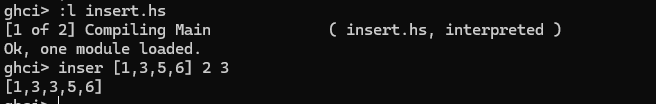 ghci> :l insert.hs
[1 of 2] Compiling Main             ( insert.hs, interpreted )
Ok, one module loaded.
ghci> inser [1,3,5,6] 2 3
[1,3,3,5,6]
ghci>